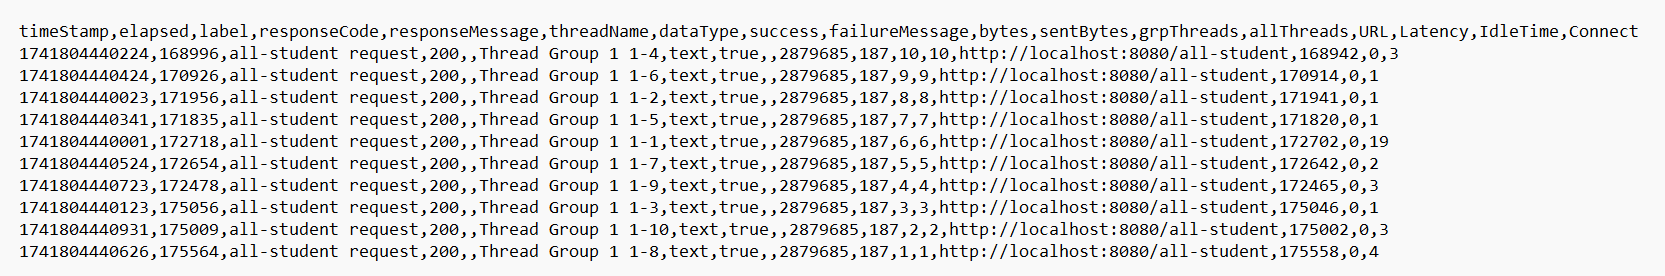 timeStamp,elapsed,label,responseCode,responseMessage,threadName,dataType,success,failureMessage,bytes,sentBytes,grpThreads,allThreads,URL,Latency,IdleTime,Connect
1741804440224,168996,all-student request,200,,Thread Group 1 1-4,text,true,,2879685,187,10,10,http://localhost:8080/all-student,168942,0,3
1741804440424,170926,all-student request,200,,Thread Group 1 1-6,text,true,,2879685,187,9,9,http://localhost:8080/all-student,170914,0,1
1741804440023,171956,all-student request,200,,Thread Group 1 1-2,text,true,,2879685,187,8,8,http://localhost:8080/all-student,171941,0,1
1741804440341,171835,all-student request,200,,Thread Group 1 1-5,text,true,,2879685,187,7,7,http://localhost:8080/all-student,171820,0,1
1741804440001,172718,all-student request,200,,Thread Group 1 1-1,text,true,,2879685,187,6,6,http://localhost:8080/all-student,172702,0,19
1741804440524,172654,all-student request,200,,Thread Group 1 1-7,text,true,,2879685,187,5,5,http://localhost:8080/all-student,172642,0,2
1741804440723,172478,all-student request,200,,Thread Group 1 1-9,text,true,,2879685,187,4,4,http://localhost:8080/all-student,172465,0,3
1741804440123,175056,all-student request,200,,Thread Group 1 1-3,text,true,,2879685,187,3,3,http://localhost:8080/all-student,175046,0,1
1741804440931,175009,all-student request,200,,Thread Group 1 1-10,text,true,,2879685,187,2,2,http://localhost:8080/all-student,175002,0,3
1741804440626,175564,all-student request,200,,Thread Group 1 1-8,text,true,,2879685,187,1,1,http://localhost:8080/all-student,175558,0,4